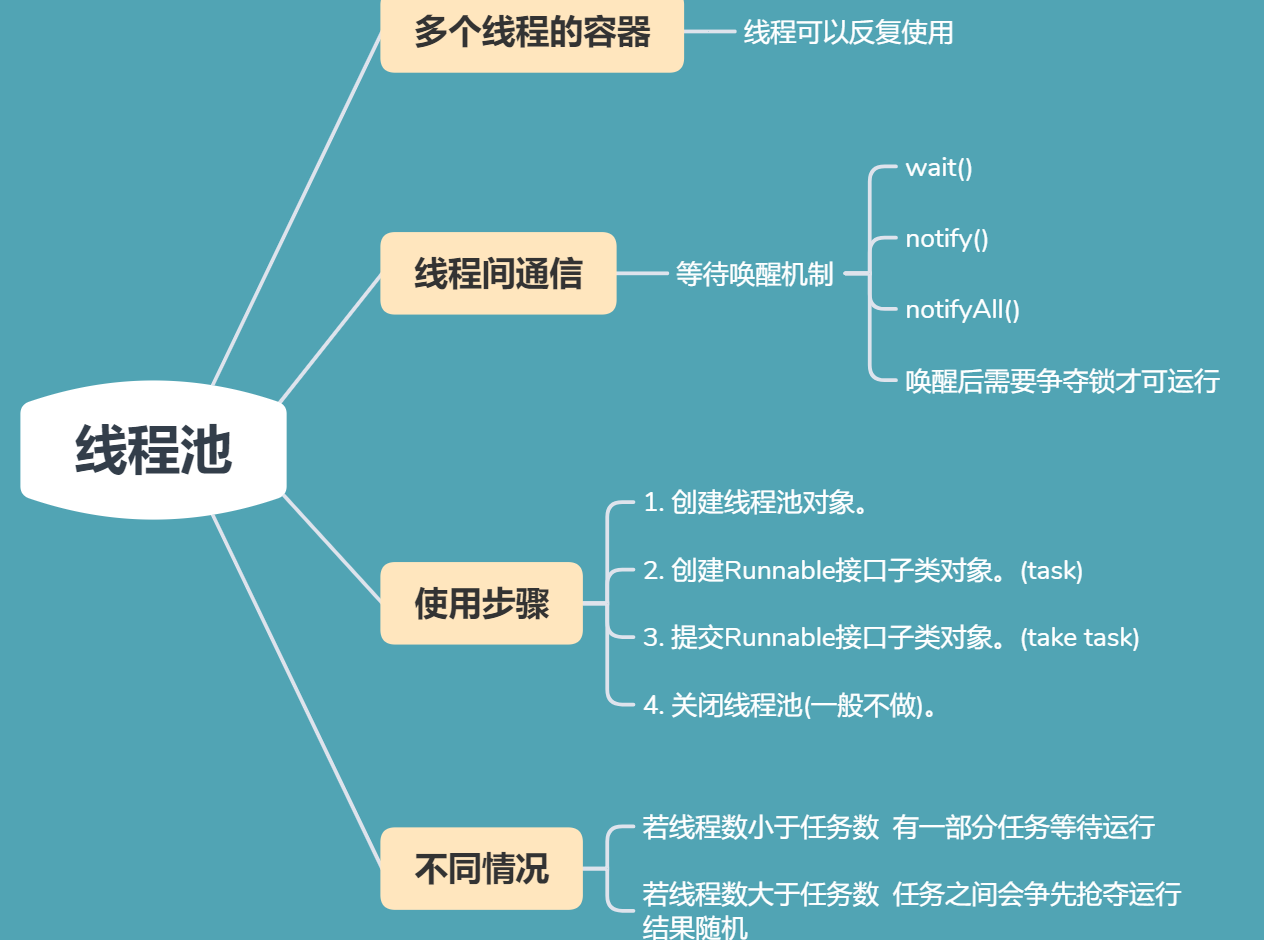 多个线程的容器
线程可以反复使用
线程池
线程间通信
等待唤醒机制
wait()
notify()
notifyAll()
唤醒后需要争夺锁才可运行
使用步骤
1. 创建线程池对象。
2. 创建Runnable接口子类对象。(task)
3. 提交Runnable接口子类对象。(take task)
4. 关闭线程池(一般不做)。
不同情况
若线程数小于任务数 有一部分任务等待运行
若线程数大于任务数 任务之间会争先抢夺运行
结果随机